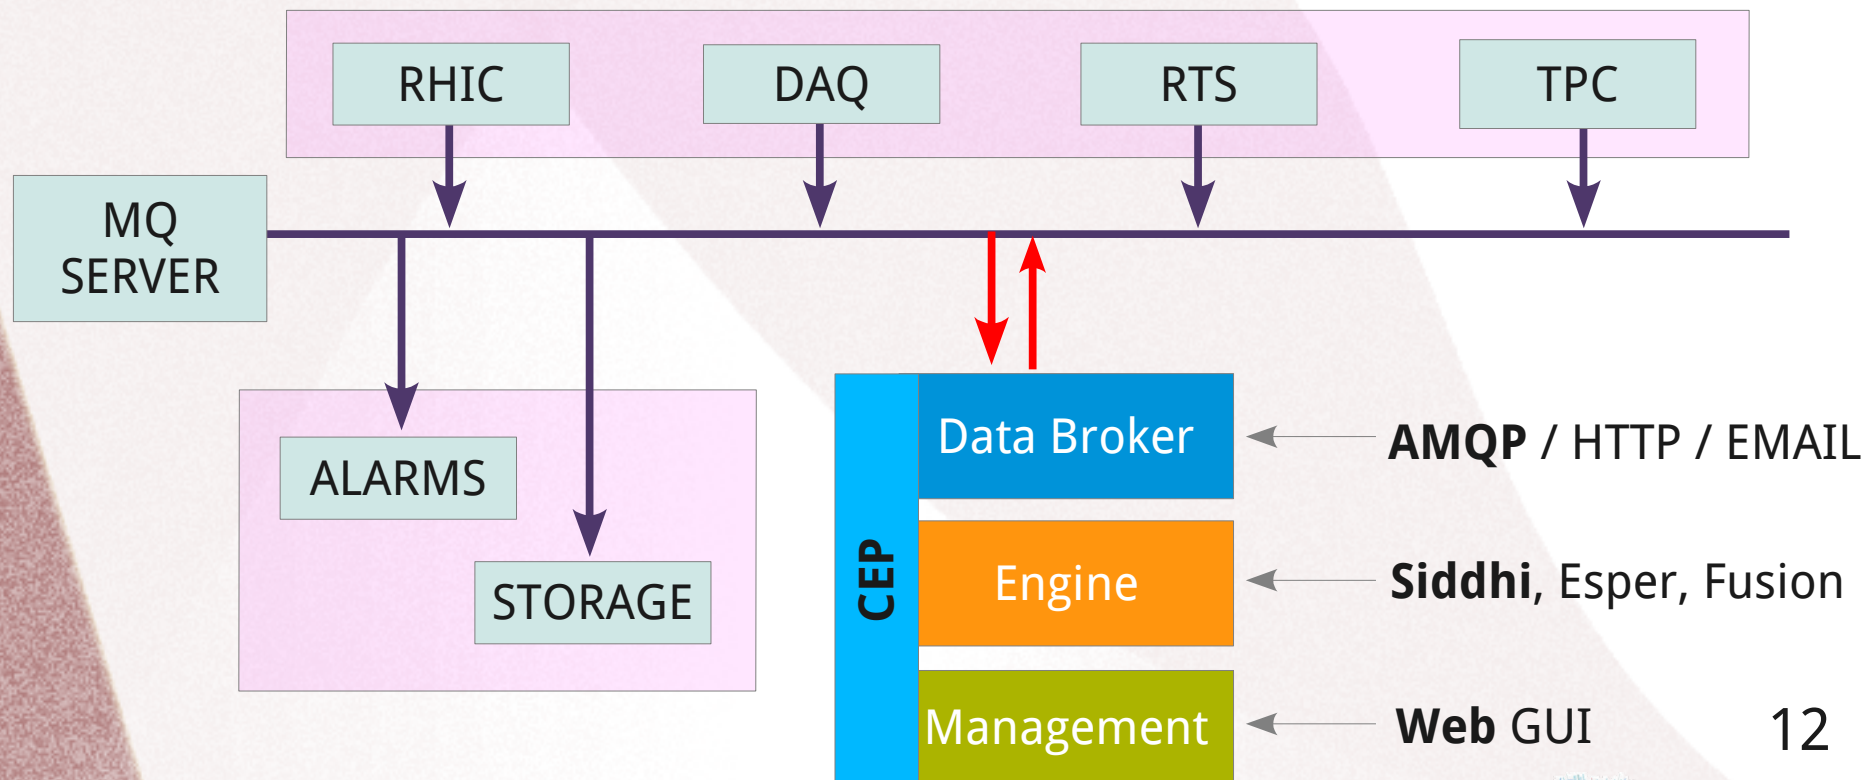 RHIC
DAQ
RTS
TPC
MQ
SERVER
ALARMS
STORAGE
CEP
Data Broker
AMQP / HTTP / EMAIL
Engine
Siddhi, Esper, Fusion
Management
Web GUI
12